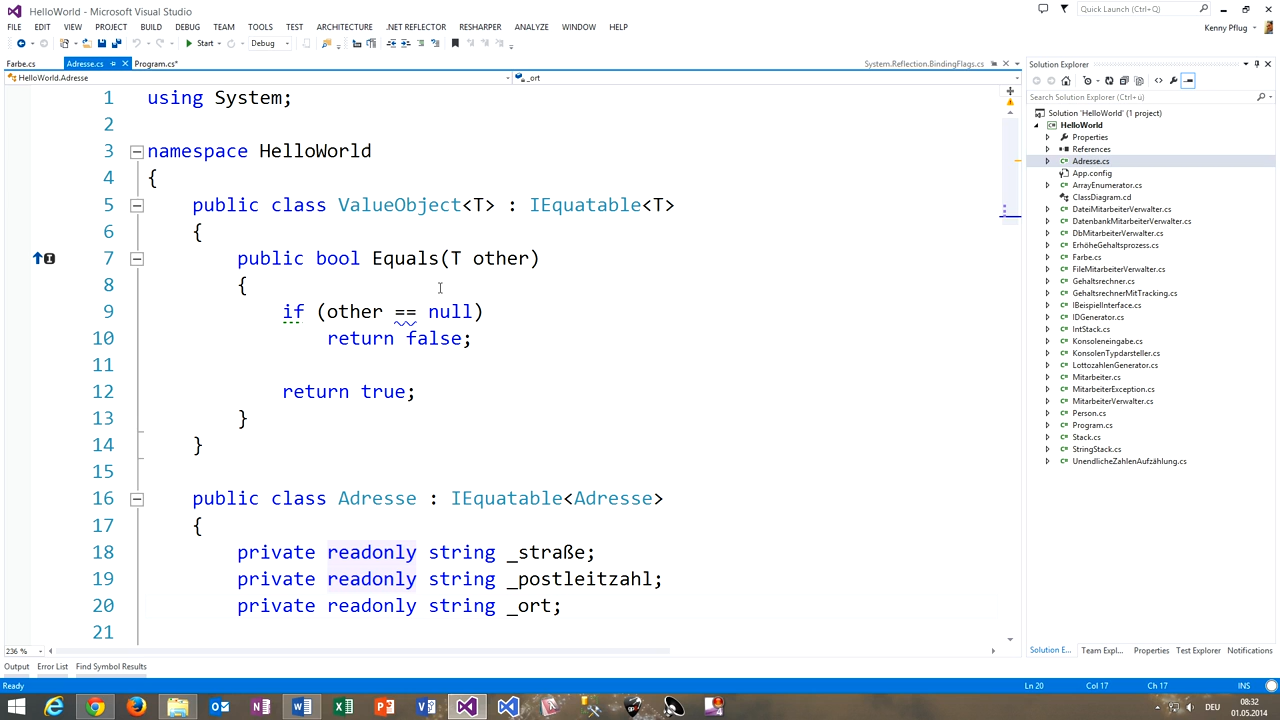 HelloWorld - Microsoft Visual Studio
Quick Launch (Ctrl+Q)
FILE EDIT VIEW PROJECT BUILD DEBUG TEAM TOOLS TEST ARCHITECTURE .NET REFLECTOR RESHARPER ANALYZE WINDOW HELP
Kenny Pflug
Start Debug
Farbe.cs Adresse.cs Program.cs* System.Reflection.BindingFlags.cs
HelloWorld.Adresse _ort
1 using System;
2
3 namespace HelloWorld
4 {
5 public class ValueObject<T> : IEquatable<T>
6 {
7 public bool Equals(T other)
8 {
9 if (other == null)
10 return false;
11
12 return true;
13 }
14 }
15
16 public class Adresse : IEquatable<Adresse>
17 {
18 private readonly string _straße;
19 private readonly string _postleitzahl;
20 private readonly string _ort;
21
236 %
Solution Explorer
Search Solution Explorer (Ctrl+ü)
Solution 'HelloWorld' (1 project)
HelloWorld
Properties
References
Adresse.cs
App.config
ArrayEnumerator.cs
ClassDiagram.cd
DateiMitarbeiterVerwalter.cs
DatenbankMitarbeiterVerwalter.cs
DbMitarbeiterVerwalter.cs
ErhöheGehaltsprozess.cs
Farbe.cs
FileMitarbeiterVerwalter.cs
Gehaltsrechner.cs
GehaltsrechnerMitTracking.cs
IBeispielInterface.cs
IDGenerator.cs
IntStack.cs
Konsoleneingabe.cs
KonsolenTypdarsteller.cs
LottozahlenGenerator.cs
Mitarbeiter.cs
MitarbeiterException.cs
MitarbeiterVerwalter.cs
Person.cs
Program.cs
Stack.cs
StringStack.cs
UnendlicheZahlenAufzählung.cs
Solution E... Team Expl... Properties Test Explorer Notifications
Output Error List Find Symbol Results
Ready Ln 20 Col 17 Ch 17 INS
DEU
08:32
01.05.2014